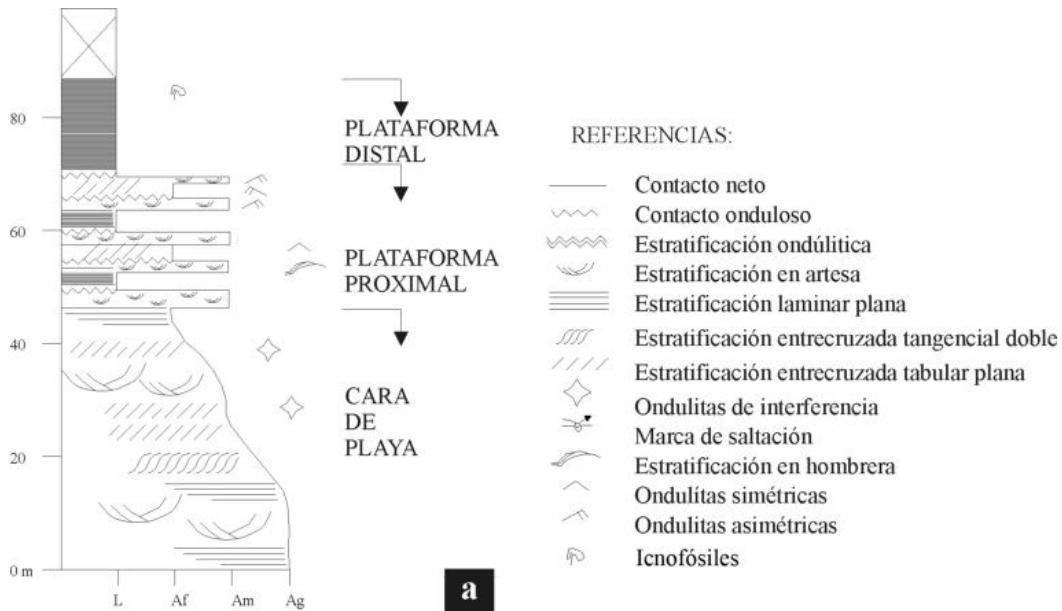 80
60
40
20
0 m
L Af Am Ag
PLATAFORMA
DISTAL
PLATAFORMA
PROXIMAL
CARA
DE
PLAYA
a
REFERENCIAS:
Contacto neto
Contacto onduloso
Estratificación ondúlitica
Estratificación en artesa
Estratificación laminar plana
Estratificación entrecruzada tangencial doble
Estratificación entrecruzada tabular plana
Ondulitas de interferencia
Marca de saltación
Estratificación en hombrera
Ondulítas simétricas
Ondulitas asimétricas
Icnofósiles